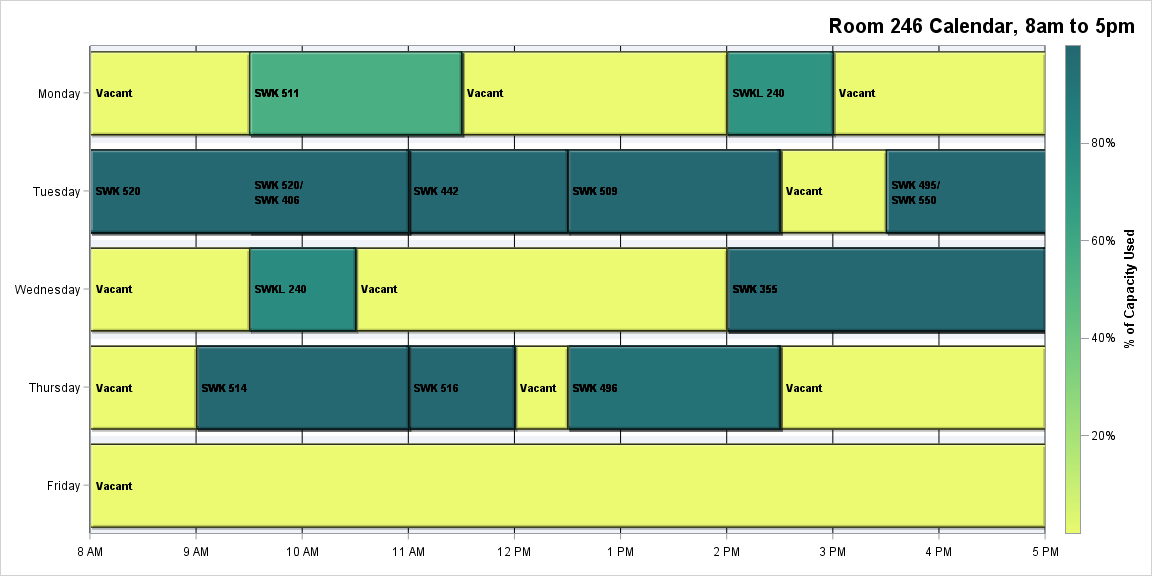 Room 246 Calendar, 8am to 5pm
Monday
Vacant
SWK 511
Vacant
SWKL 240
Vacant
Tuesday
SWK 520
SWK 520/
SWK 406
SWK 442
SWK 509
Vacant
SWK 495/
SWK 550
Wednesday
Vacant
SWKL 240
Vacant
SWK 355
Thursday
Vacant
SWK 514
SWK 516
Vacant
SWK 496
Vacant
Friday
Vacant
8 AM
9 AM
10 AM
11 AM
12 PM
1 PM
2 PM
3 PM
4 PM
5 PM
80%
60%
40%
20%
% of Capacity Used